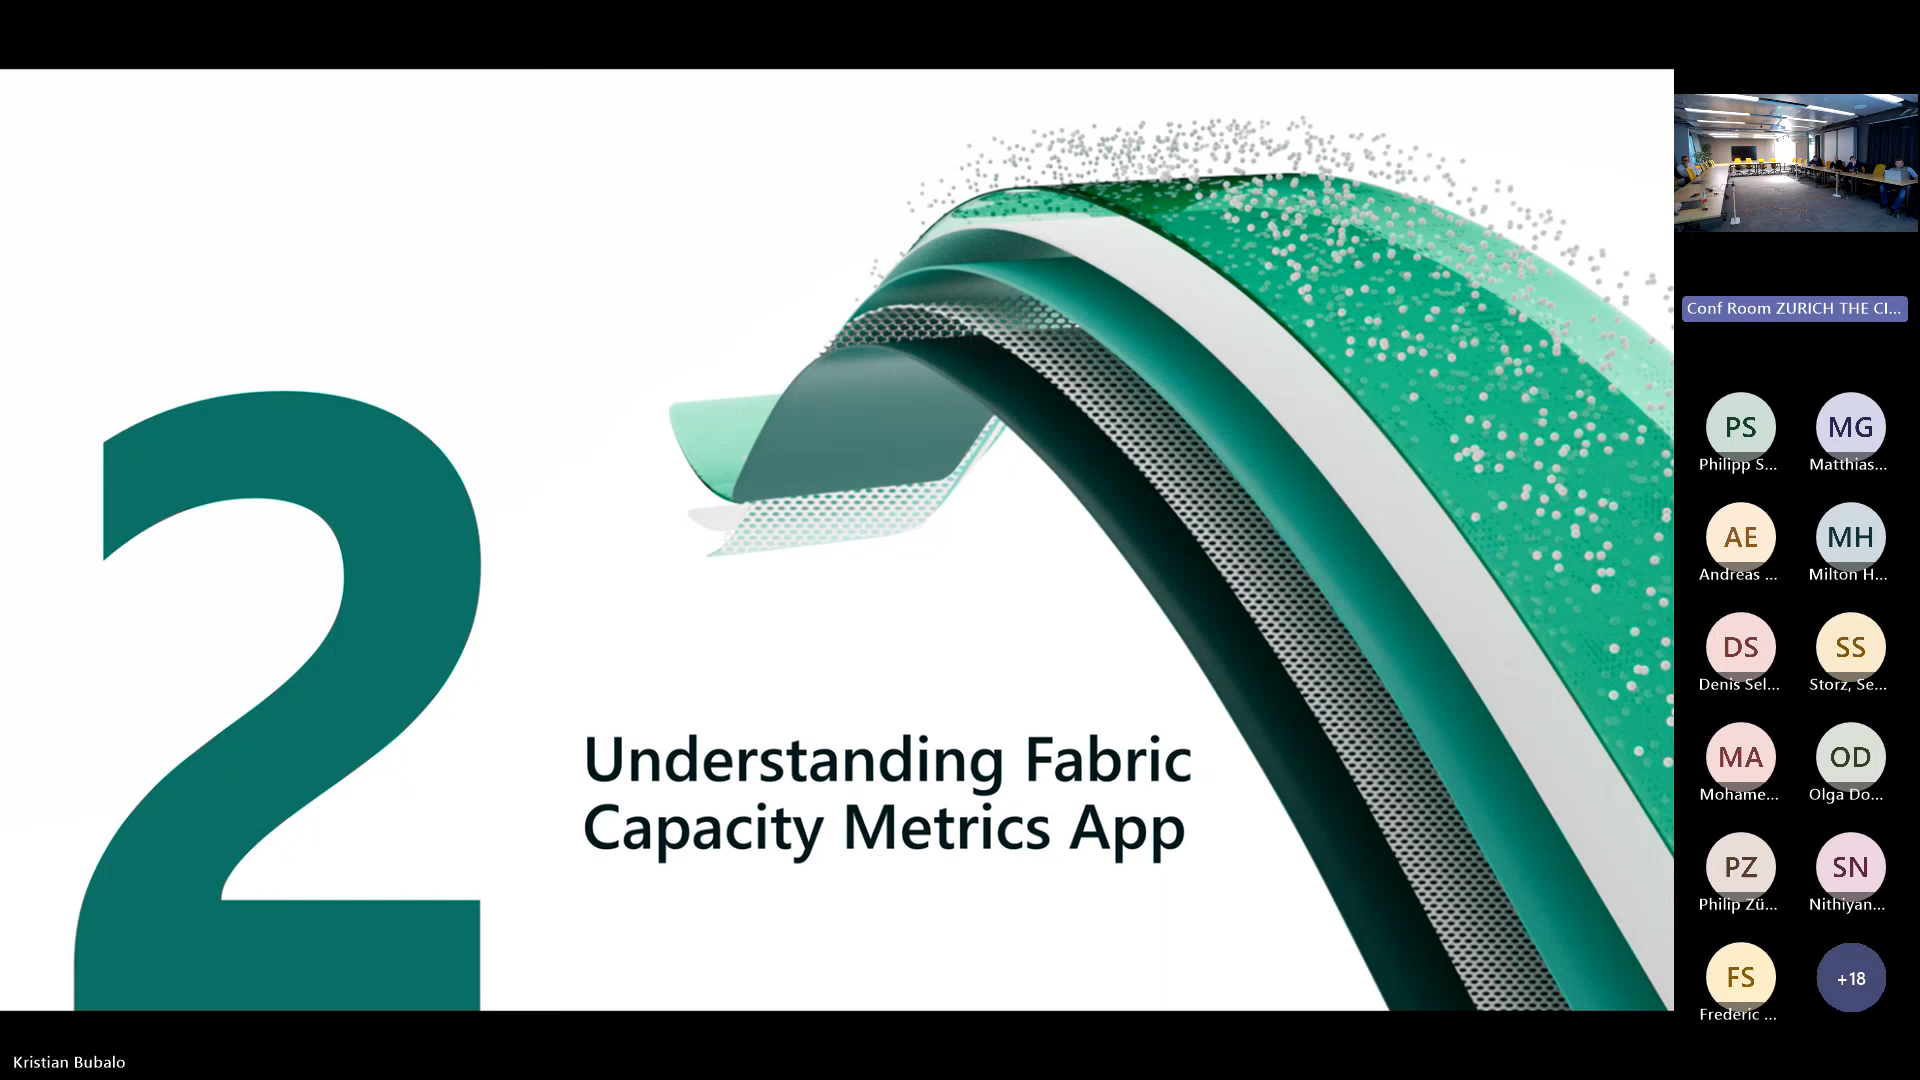 2
Understanding Fabric
Capacity Metrics App
Conf Room ZURICH THE CI...
PS
MG
Philipp S...
Matthias...
AE
MH
Andreas ...
Milton H...
DS
SS
Denis Sel...
Storz, Se...
MA
OD
Mohame...
Olga Do...
PZ
SN
Philip Zü...
Nithiyan...
FS
+18
Frederic ...
Kristian Bubalo